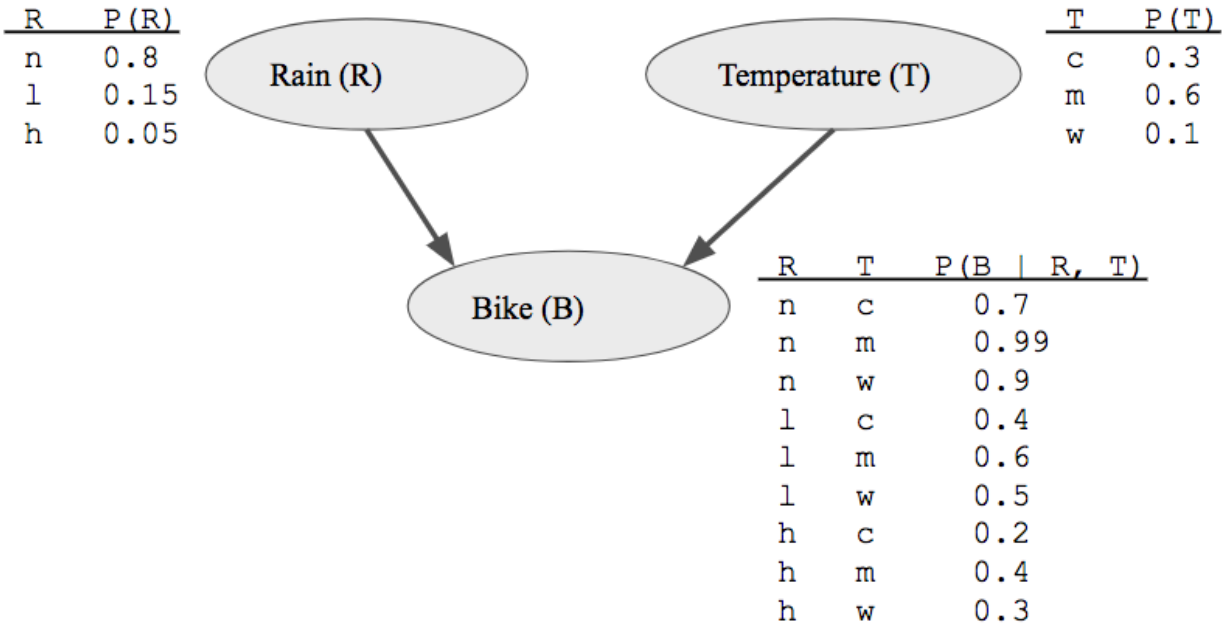 R P(R)
n 0.8
l 0.15
h 0.05
Rain (R)
Temperature (T)
T P(T)
c 0.3
m 0.6
w 0.1
Bike (B)
R T P(B | R, T)
n c 0.7
n m 0.99
n w 0.9
l c 0.4
l m 0.6
l w 0.5
h c 0.2
h m 0.4
h w 0.3